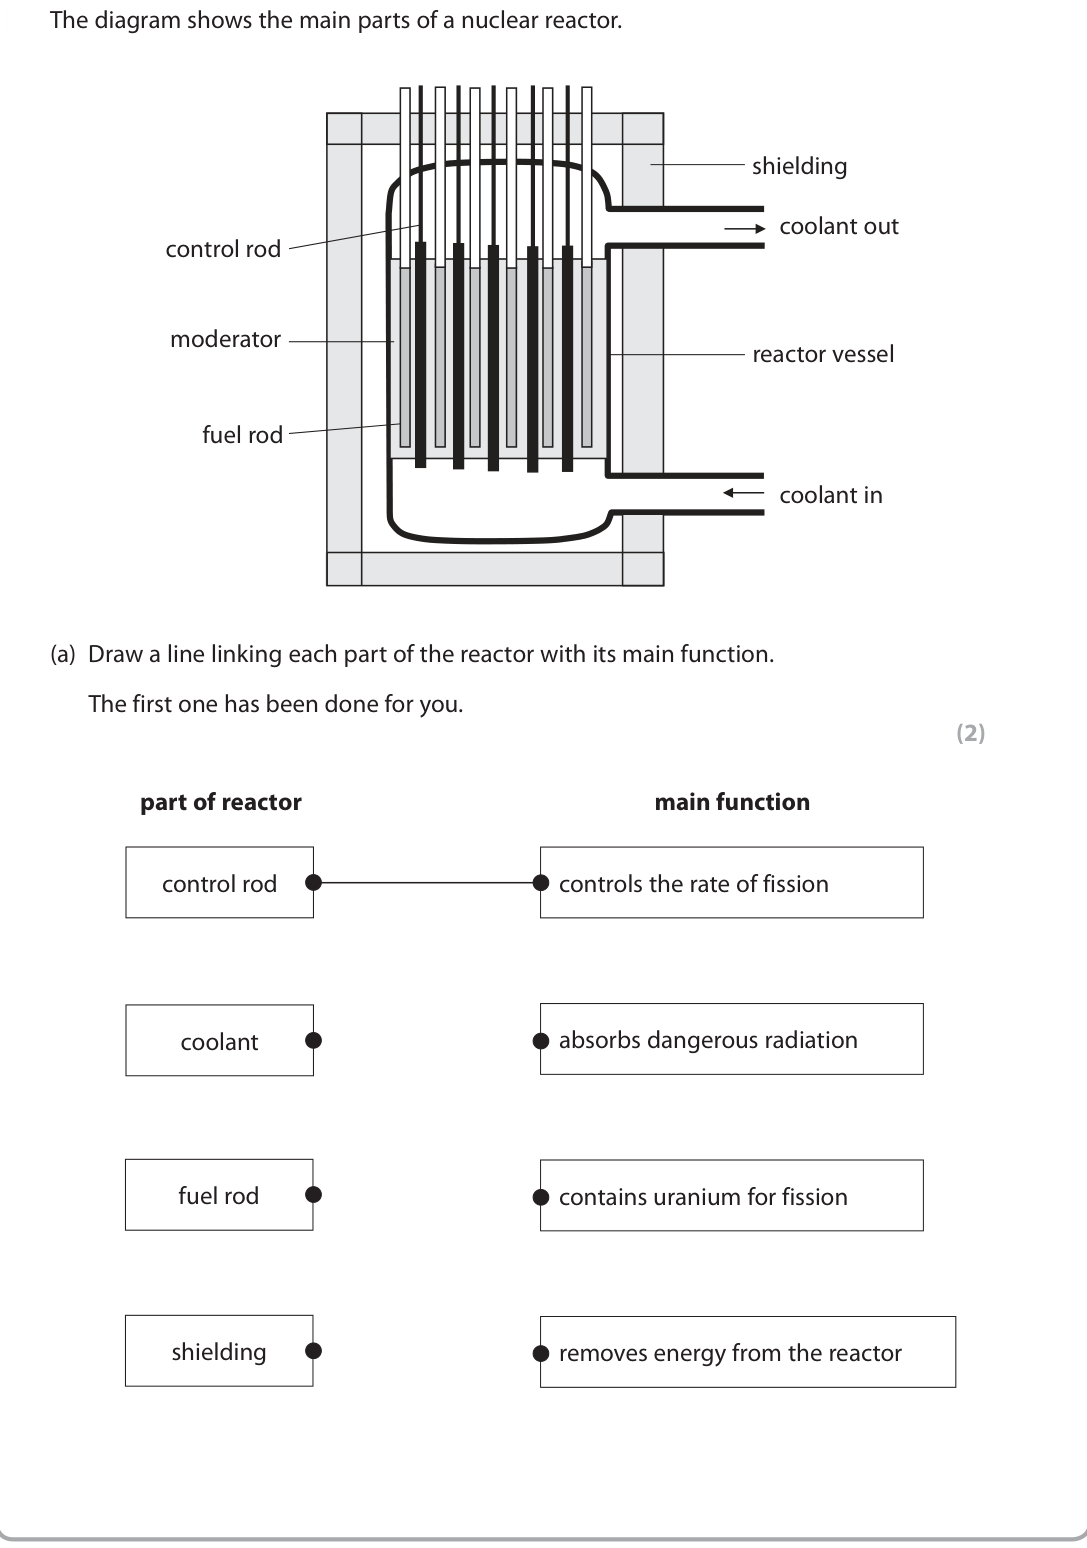 The diagram shows the main parts of a nuclear reactor.
shielding
coolant out
control rod
moderator
reactor vessel
fuel rod
coolant in
(a) Draw a line linking each part of the reactor with its main function.
The first one has been done for you.
(2)
part of reactor main function
control rod controls the rate of fission
coolant absorbs dangerous radiation
fuel rod contains uranium for fission
shielding removes energy from the reactor